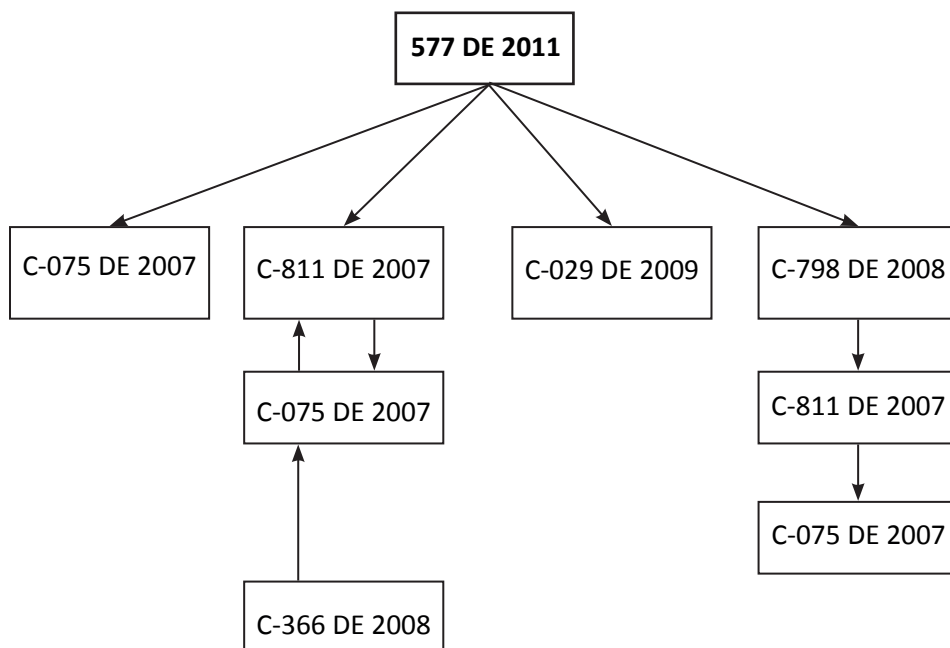 577 DE 2011
C-075 DE 2007
C-811 DE 2007
C-029 DE 2009
C-798 DE 2008
C-075 DE 2007
C-811 DE 2007
C-075 DE 2007
C-366 DE 2008